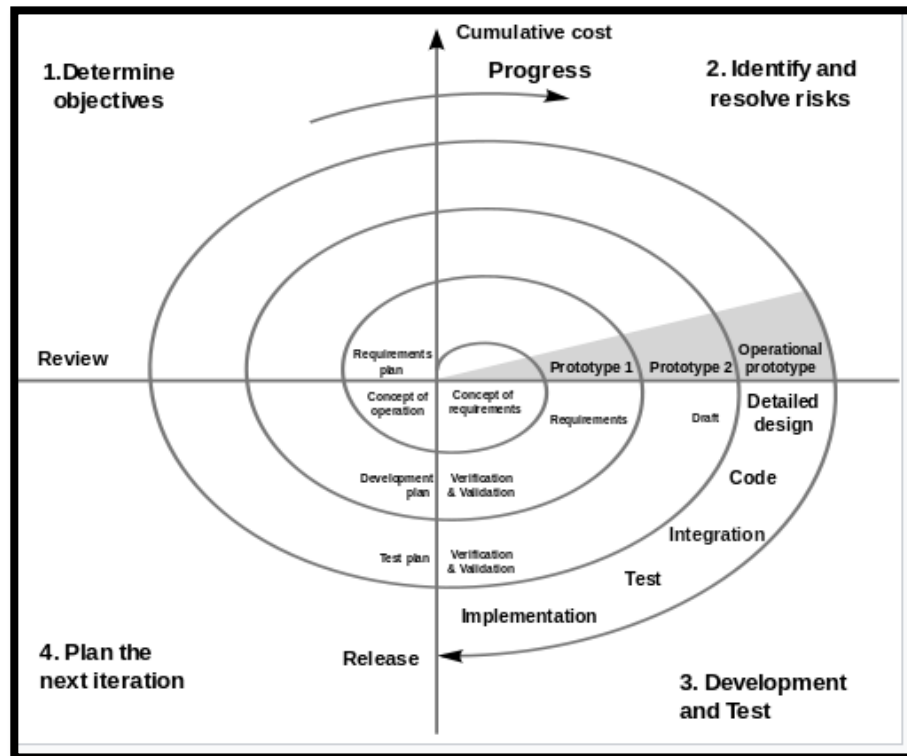 Cumulative cost
Progress
1.Determine
objectives
2. Identify and
resolve risks
Review
Requirements
plan
Prototype 1
Prototype 2
Operational
prototype
Concept of
operation
Concept of
requirements
Requirements
Draft
Detailed
design
Development
plan
Verification
& Validation
Code
Integration
Test plan
Verification
& Validation
Test
Implementation
Release
4. Plan the
next iteration
3. Development
and Test